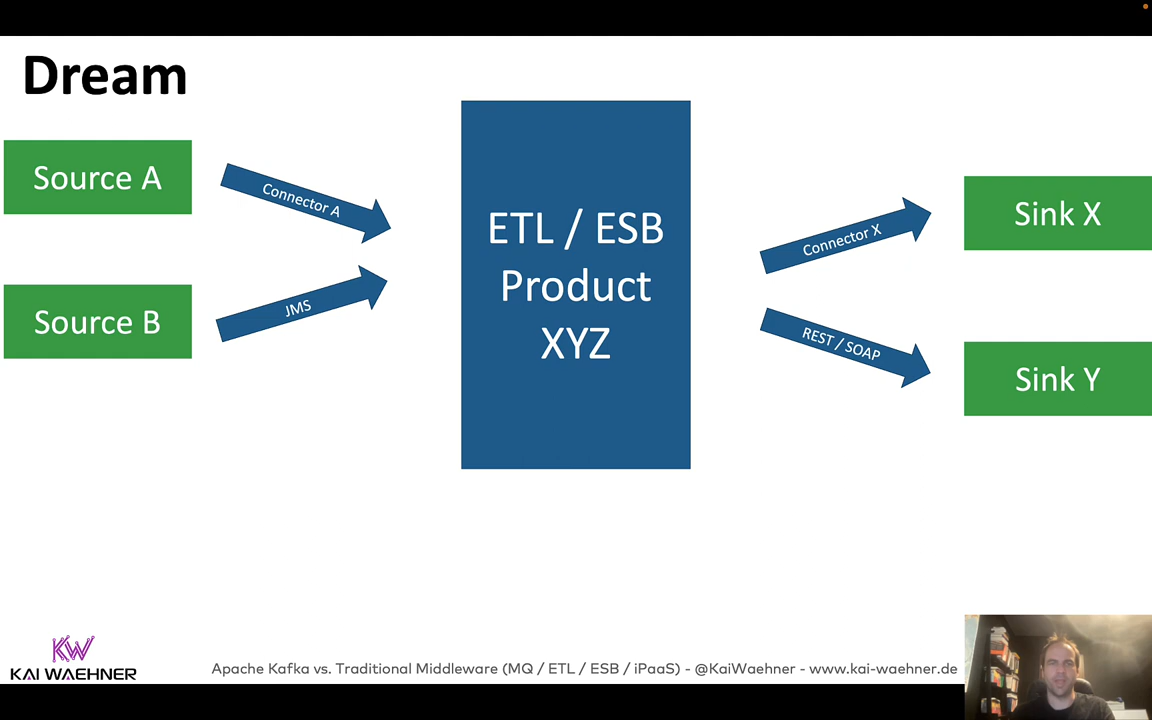 Dream
Source A
Connector A
Source B
JMS
ETL / ESB
Product
XYZ
Connector X
Sink X
REST / SOAP
Sink Y
KW
KAI WAEHNER
Apache Kafka vs. Traditional Middleware (MQ / ETL / ESB / iPaaS) - @KaiWaehner - www.kai-waehner.de